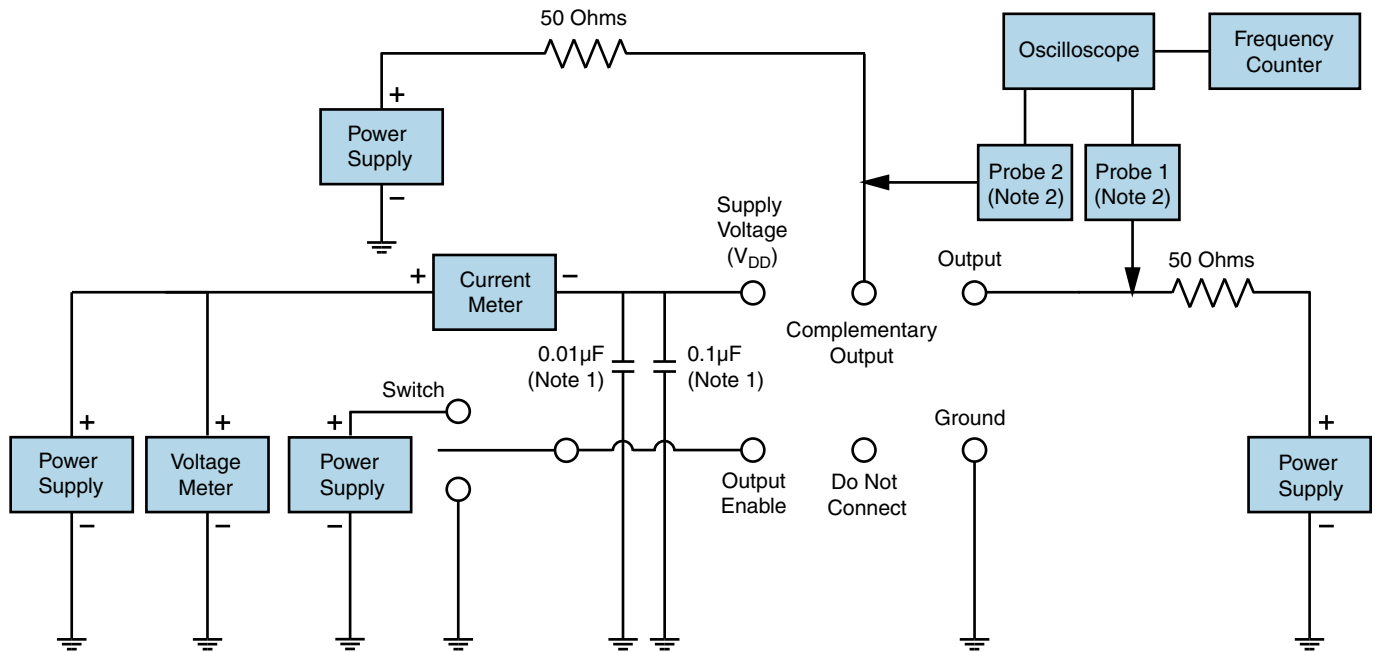 50 Ohms
Oscilloscope
Frequency
Counter
+
Power
Supply
−
Probe 2
(Note 2)
Probe 1
(Note 2)
Supply
Voltage
(VDD)
Output
50 Ohms
+
Current
Meter
−
Complementary
Output
0.01µF
(Note 1)
0.1µF
(Note 1)
Switch
+
Power
Supply
−
+
Voltage
Meter
−
+
Power
Supply
−
Output
Enable
Do Not
Connect
Ground
+
Power
Supply
−